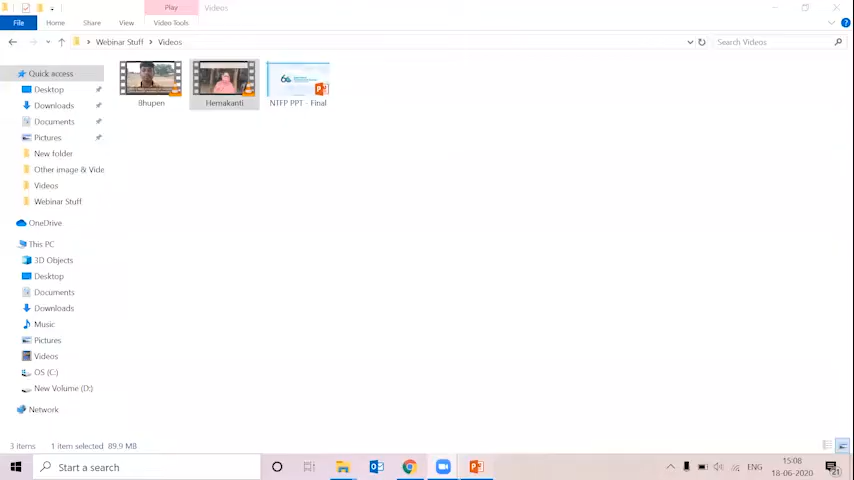 Play
Videos
File
Home
Share
View
Video Tools
Webinar Stuff
Videos
Search Videos
Quick access
Desktop
Downloads
Documents
Pictures
New folder
Other image & Vide
Videos
Webinar Stuff
OneDrive
This PC
3D Objects
Desktop
Documents
Downloads
Music
Pictures
Videos
OS (C:)
New Volume (D:)
Network
Bhupen
Hemakanti
NTFP PPT - Final
3 items
1 item selected 89.9 MB
Start a search
ENG
15:08
18-06-2020
21